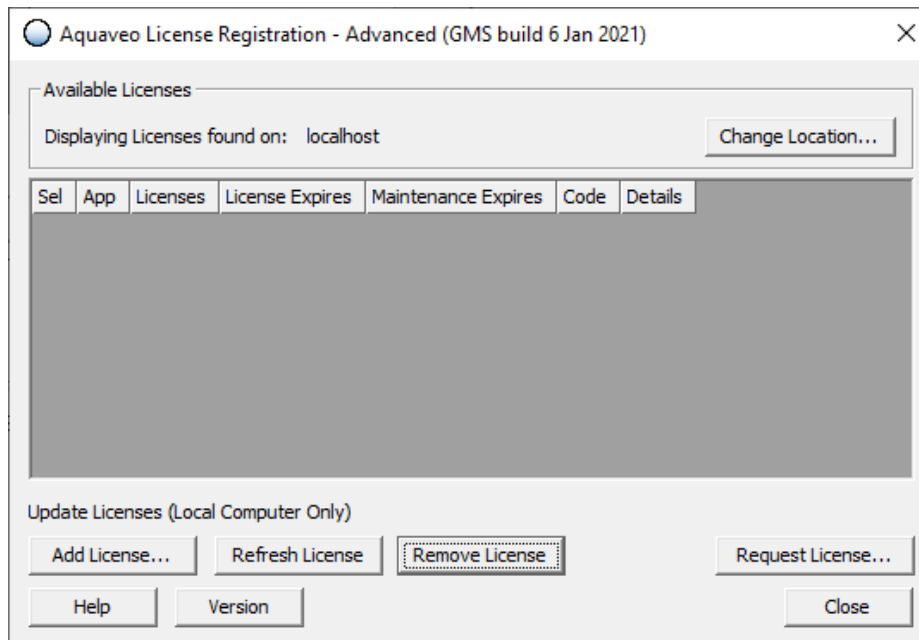 Aquaveo License Registration - Advanced (GMS build 6 Jan 2021)
Available Licenses
Displaying Licenses found on: localhost Change Location...
Sel App Licenses License Expires Maintenance Expires Code Details
Update Licenses (Local Computer Only)
Add License... Refresh License Remove License Request License...
Help Version Close